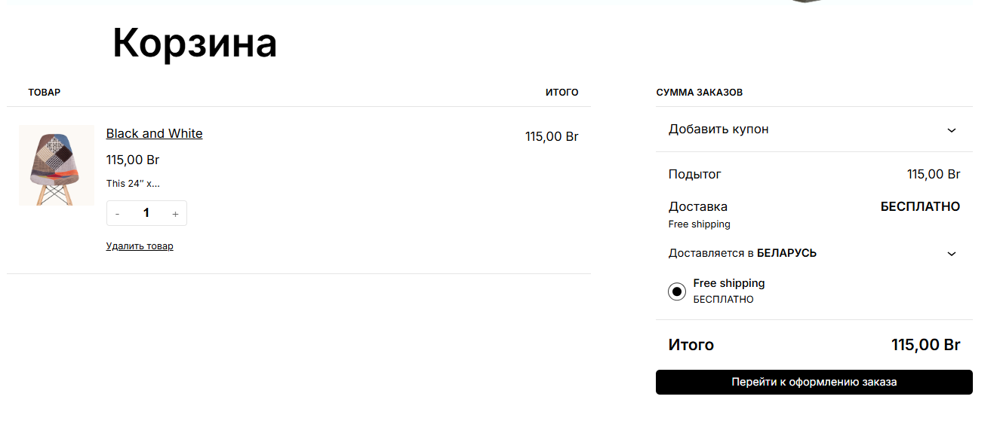 Корзина
ТОВАР
ИТОГО
Black and White
115,00 Br
115,00 Br
This 24″ x…
- 1 +
Удалить товар
СУММА ЗАКАЗОВ
Добавить купон
Подытог 115,00 Br
Доставка БЕСПЛАТНО
Free shipping
Доставляется в БЕЛАРУСЬ
Free shipping
БЕСПЛАТНО
Итого 115,00 Br
Перейти к оформлению заказа